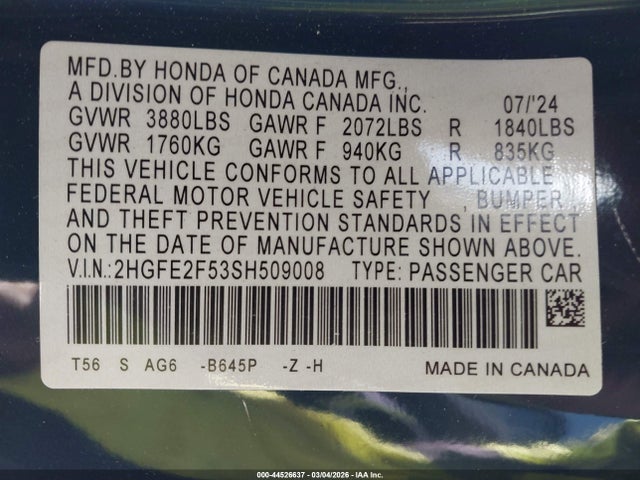 MFD.BY HONDA OF CANADA MFG.,
A DIVISION OF HONDA CANADA INC. 07/'24
GVWR 3880LBS GAWR F 2072LBS R 1840LBS
GVWR 1760KG GAWR F 940KG R 835KG
THIS VEHICLE CONFORMS TO ALL APPLICABLE
FEDERAL MOTOR VEHICLE SAFETY , BUMPER
AND THEFT PREVENTION STANDARDS IN EFFECT
ON THE DATE OF MANUFACTURE SHOWN ABOVE.
V.I.N.:2HGFE2F53SH509008 TYPE: PASSENGER CAR
T56 S AG6 -B645P -Z -H MADE IN CANADA
000-44526637 - 03/04/2026 - IAA Inc.